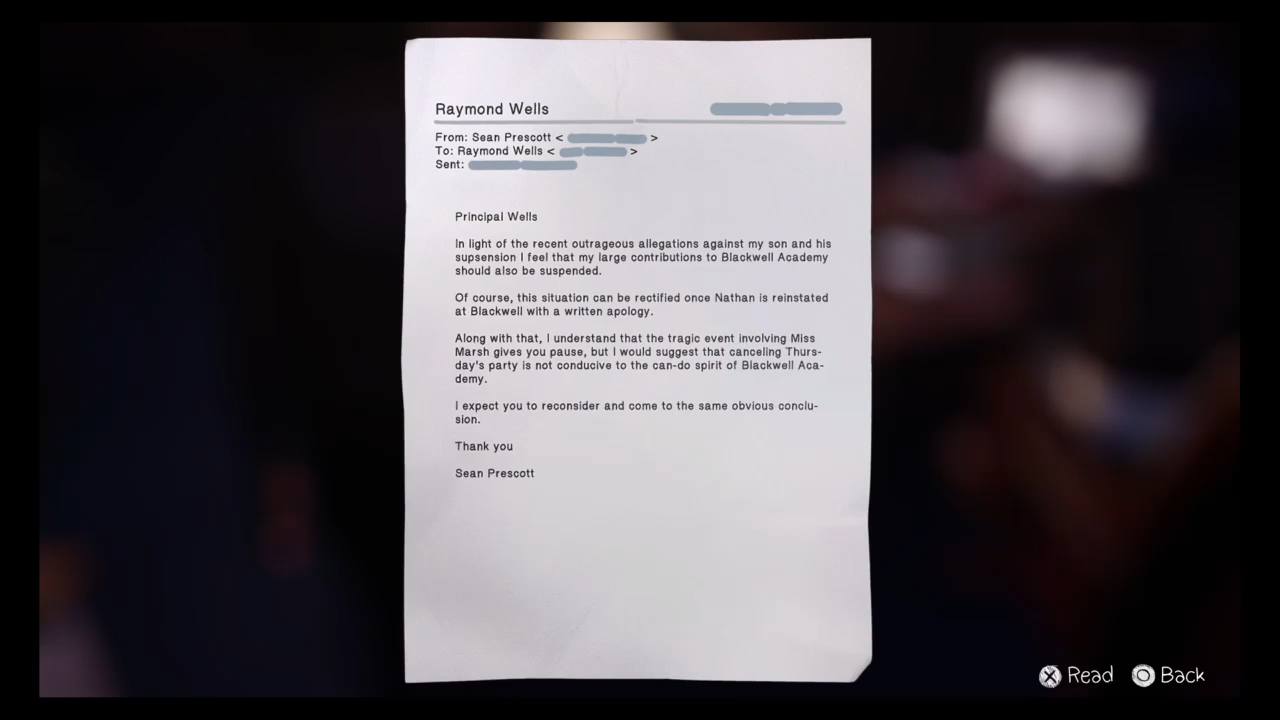 Raymond Wells
From: Sean Prescott < >
To: Raymond Wells < >
Sent:
Principal Wells
In light of the recent outrageous allegations against my son and his
supsension I feel that my large contributions to Blackwell Academy
should also be suspended.
Of course, this situation can be rectified once Nathan is reinstated
at Blackwell with a written apology.
Along with that, I understand that the tragic event involving Miss
Marsh gives you pause, but I would suggest that canceling Thurs-
day's party is not conducive to the can-do spirit of Blackwell Aca-
demy.
I expect you to reconsider and come to the same obvious conclu-
sion.
Thank you
Sean Prescott
Read Back